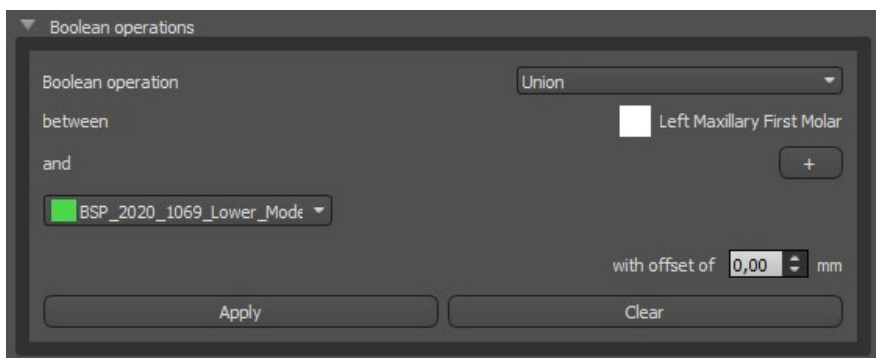 Boolean operations
Boolean operation Union
between Left Maxillary First Molar
and +
BSP_2020_1069_Lower_Mode
with offset of 0,00 mm
Apply Clear